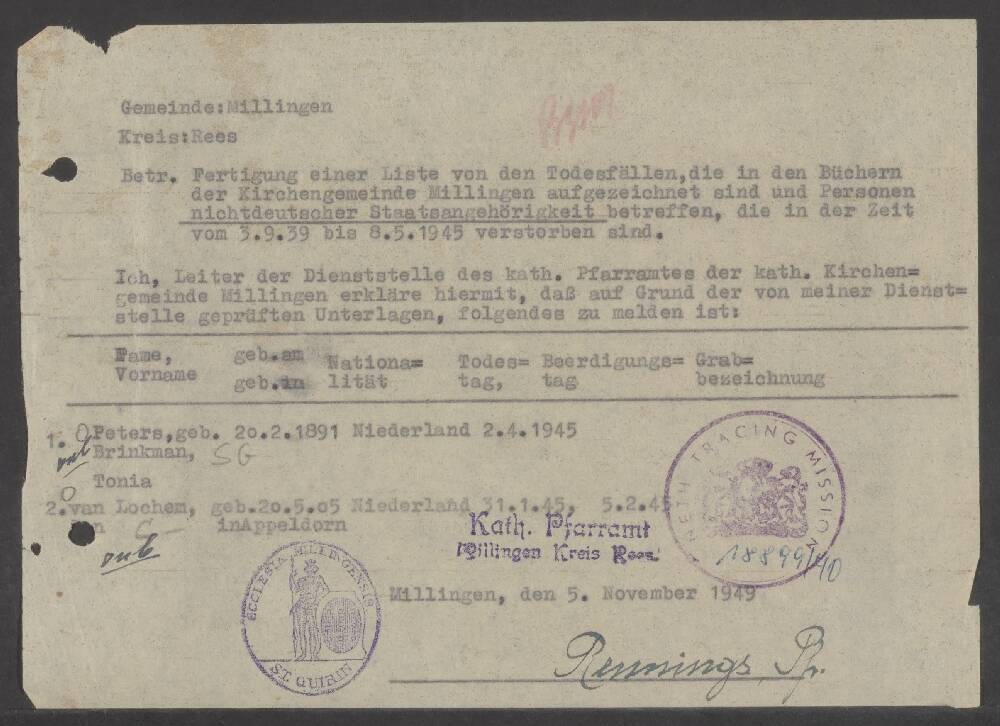 Gemeinde:Millingen
Kreis:Rees
Betr. Fertigung einer Liste von den Todesfällen,die in den Büchern
der Kirchengemeinde Millingen aufgezeichnet sind und Personen
nichtdeutscher Staatsangehörigkeit betreffen, die in der Zeit
vom 3.9.39 bis 8.5.1945 verstorben sind.
Ich, Leiter der Dienststelle des kath. Pfarramtes der kath. Kirchen=
gemeinde Millingen erkläre hiermit, daß auf Grund der von meiner Dienst=
stelle geprüften Unterlagen, folgendes zu melden ist:
Name, geb.am Nationa= Todes= Beerdigungs= Grab=
Vorname geb.in lität tag, tag bezeichnung
1. Peters,geb. 20.2.1891 Niederland 2.4.1945
Brinkman, SG
Tonia
2.van Lochem, geb.20.5.05 Niederland 31.1.45, 5.2.45
inAppeldorn
NETH TRACING MISSION
18899/40
Kath. Pfarramt
Millingen Kreis Rees
ECCLESIA MILLINGENSIS
ST. QUIRIN
Millingen, den 5. November 1949
Rennings, Pfr.